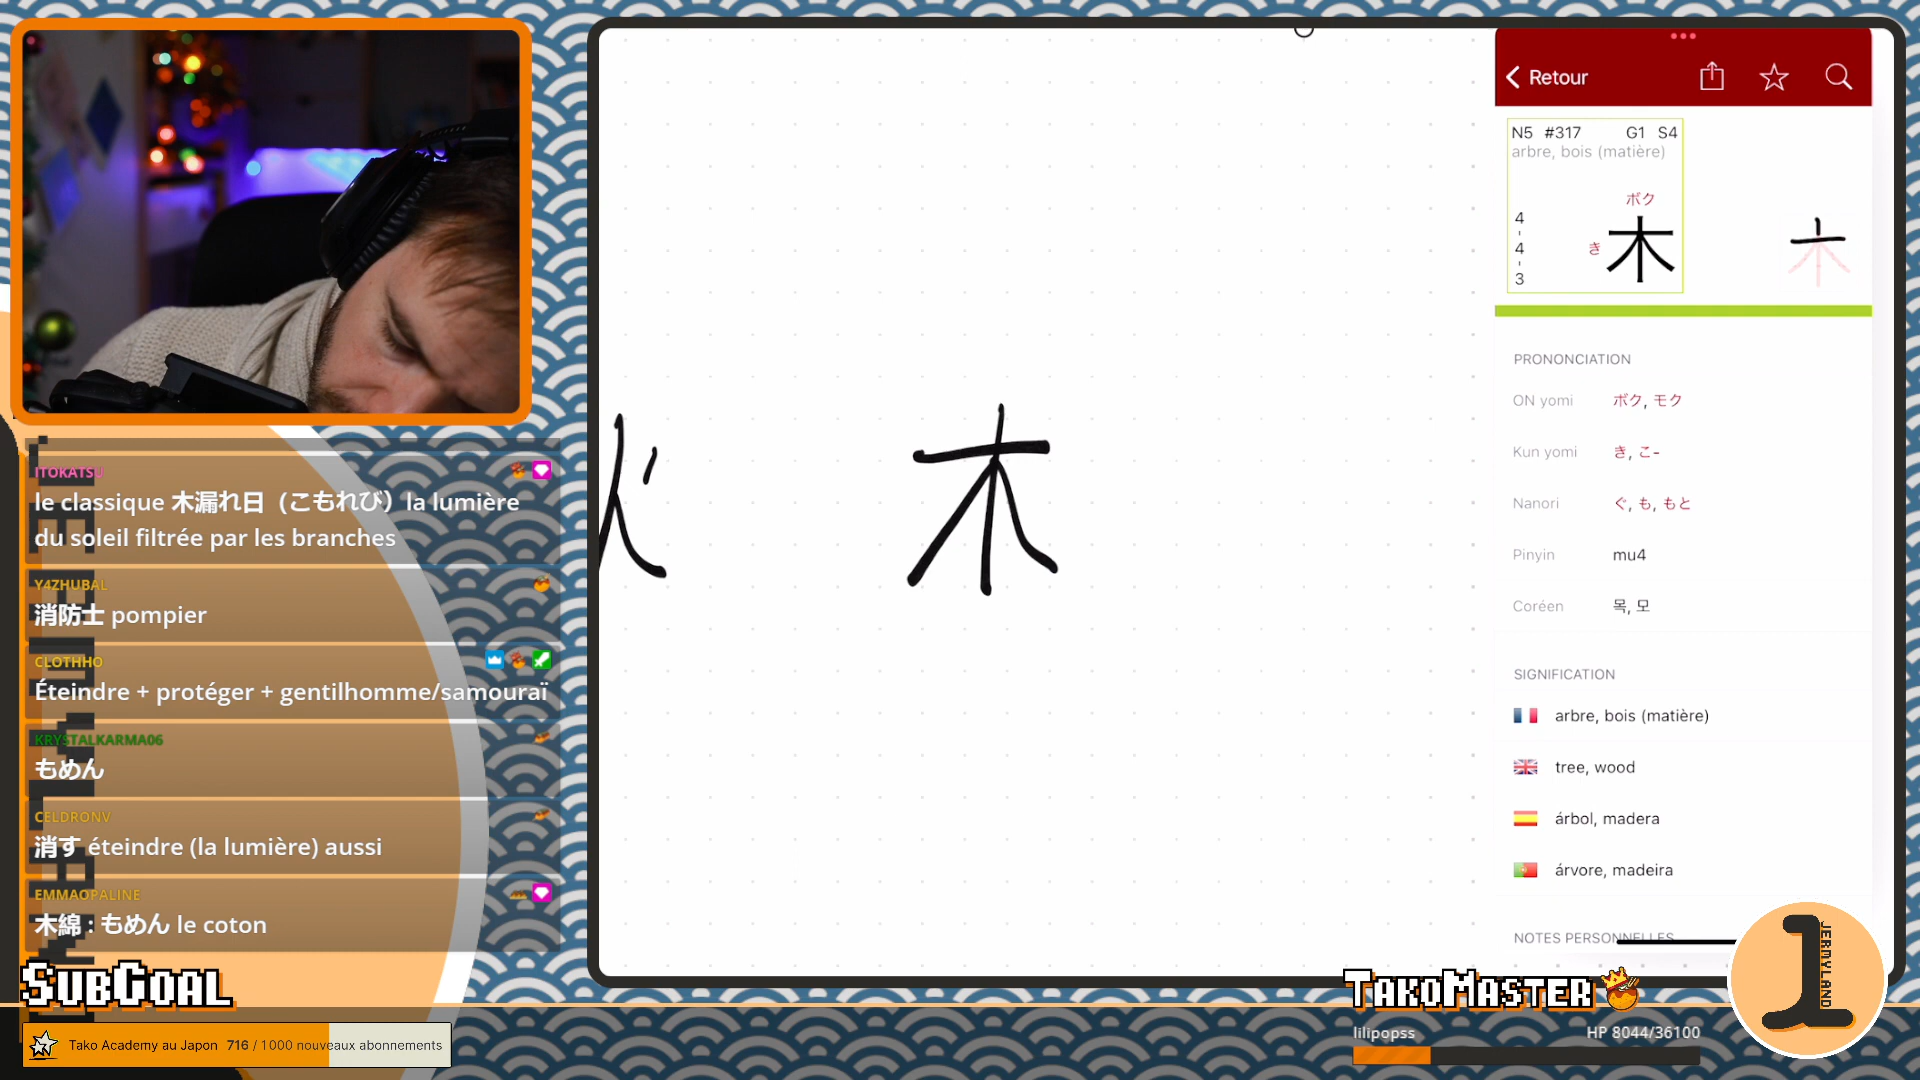 ITOKATSU
le classique 木漏れ日（こもれび）la lumière
du soleil filtrée par les branches
Y4ZHUBAL
消防士 pompier
CLOTHHO
Éteindre + protéger + gentilhomme/samouraï
KRYSTALKARMA06
もめん
CELDRONV
消す éteindre (la lumière) aussi
EMMAOPALINE
木綿 : もめん le coton
SUBGOAL
Tako Academy au Japon 716 / 1000 nouveaux abonnements
木
Retour
N5 #317 G1 S4
arbre, bois (matière)
ボク
4
-
4
-
3
き 木
PRONONCIATION
ON yomi ボク, モク
Kun yomi き, こ-
Nanori ぐ, も, もと
Pinyin mu4
Coréen 목, 모
SIGNIFICATION
arbre, bois (matière)
tree, wood
árbol, madera
árvore, madeira
NOTES PERSONNELLES
TAKOMASTER
lilipopss HP 8044/36100
JEREMYLAND